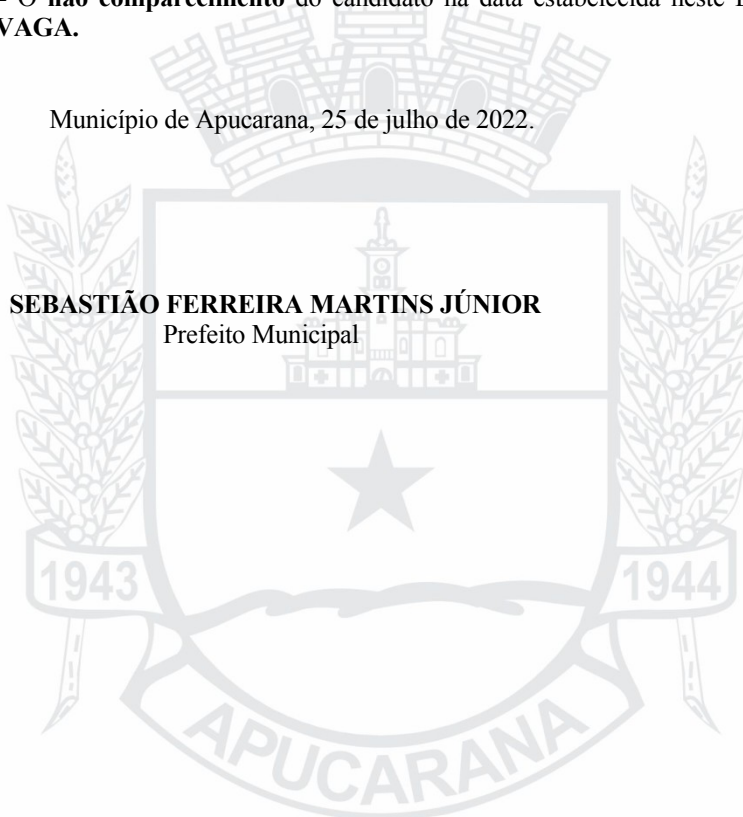 O não comparecimento do candidato na data estabelecida neste
VAGA.
Município de Apucarana, 25 de julho de 2022.
SEBASTIÃO FERREIRA MARTINS JÚNIOR
Prefeito Municipal
1943
1944
APUCARANA